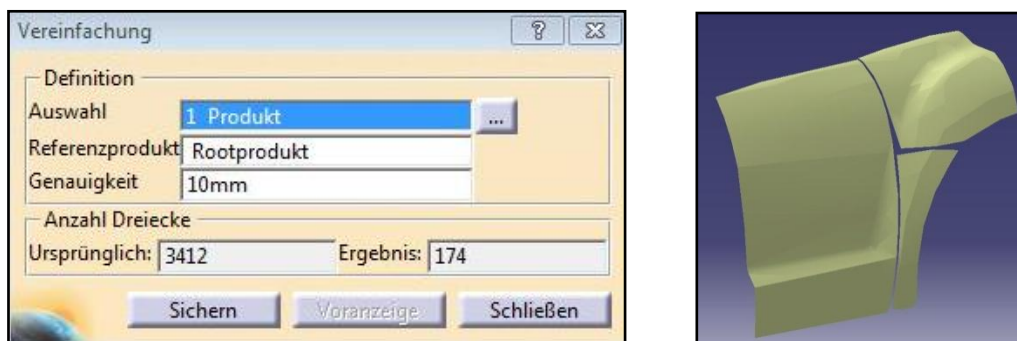 Vereinfachung
Definition
Auswahl 1 Produkt ...
Referenzprodukt Rootprodukt
Genauigkeit 10mm
Anzahl Dreiecke
Ursprünglich: 3412 Ergebnis: 174
Sichern Voranzeige Schließen